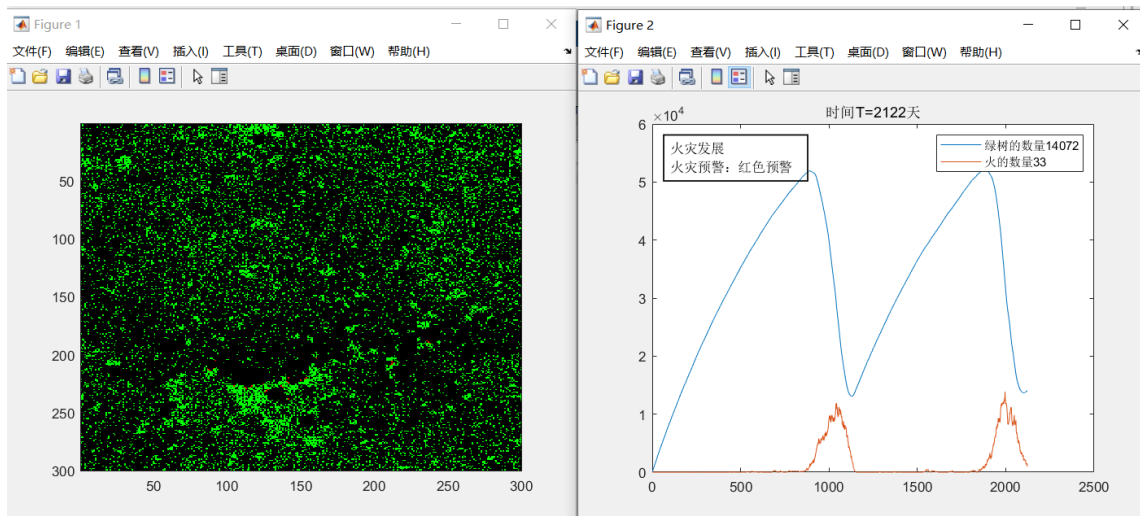 Figure 1
文件(F) 编辑(E) 查看(V) 插入(I) 工具(T) 桌面(D) 窗口(W) 帮助(H)
50
100
150
200
250
300
50 100 150 200 250 300
Figure 2
文件(F) 编辑(E) 查看(V) 插入(I) 工具(T) 桌面(D) 窗口(W) 帮助(H)
×10⁴
时间T=2122天
火灾发展
火灾预警：红色预警
绿树的数量14072
火的数量33
6
5
4
3
2
1
0
0 500 1000 1500 2000 2500